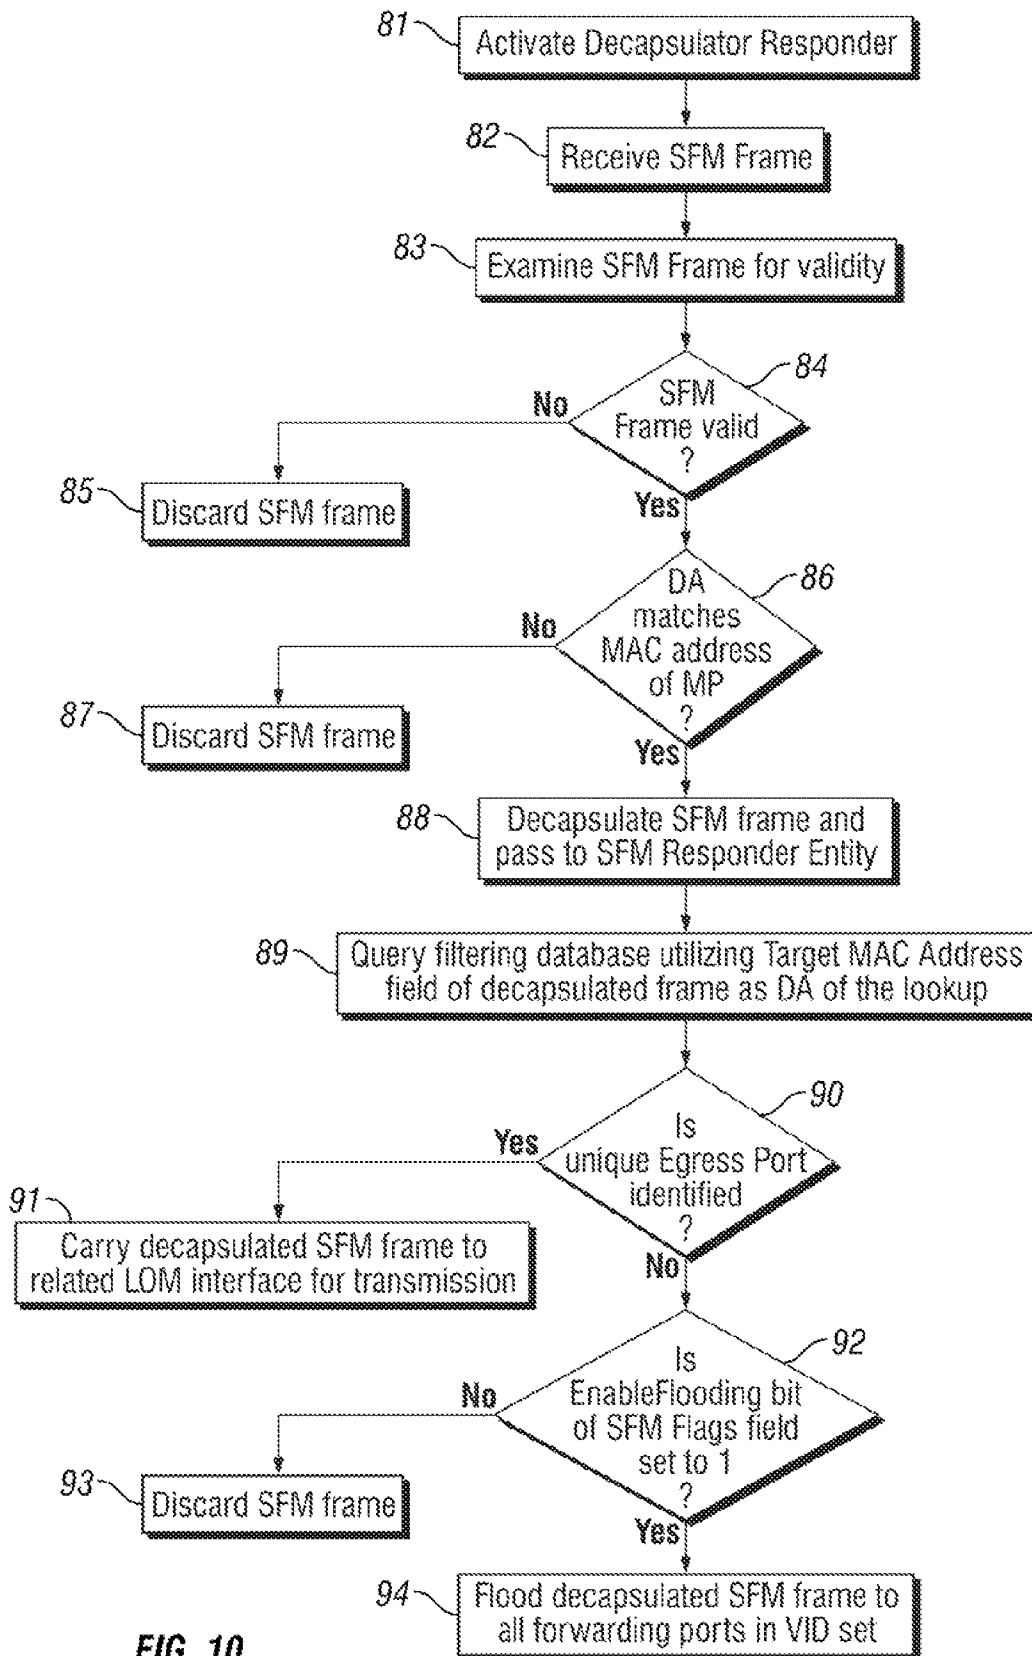 81
Activate Decapsulator Responder
82
Receive SFM Frame
83
Examine SFM Frame for validity
84
SFM
Frame valid
?
No
Yes
85
Discard SFM frame
86
DA
matches
MAC address
of MP
?
No
Yes
87
Discard SFM frame
88
Decapsulate SFM frame and
pass to SFM Responder Entity
89
Query filtering database utilizing Target MAC Address
field of decapsulated frame as DA of the lookup
90
Is
unique Egress Port
identified
?
Yes
No
91
Carry decapsulated SFM frame to
related LOM interface for transmission
92
Is
EnableFlooding bit
of SFM Flags field
set to 1
?
No
Yes
93
Discard SFM frame
94
Flood decapsulated SFM frame to
all forwarding ports in VID set
FIG. 10